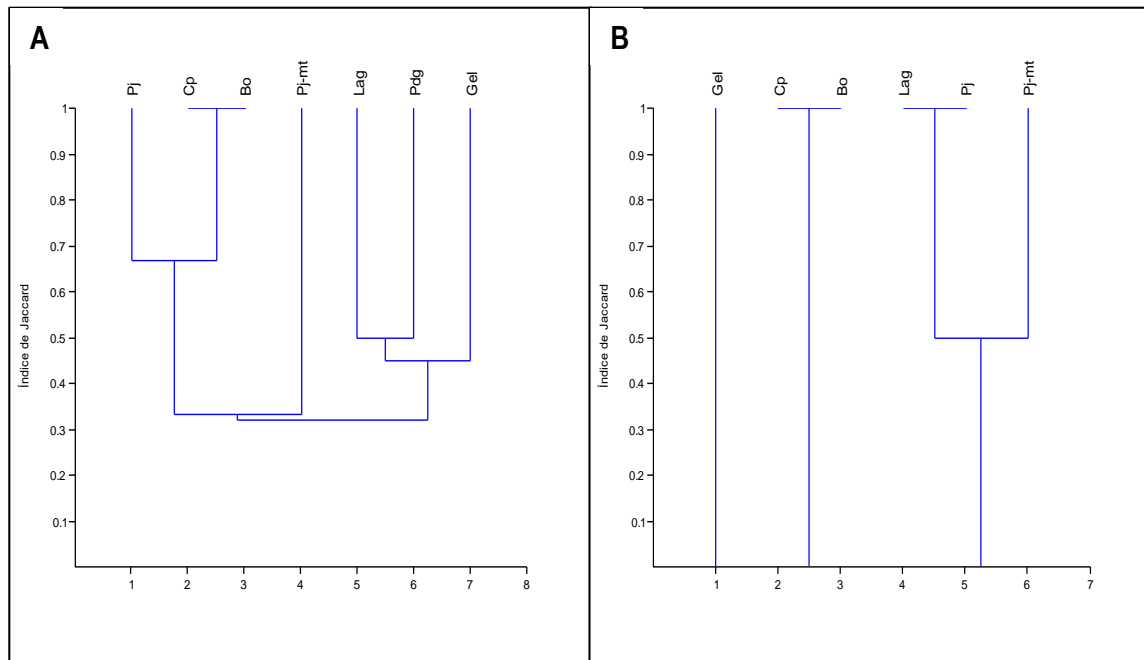 A
Pj Cp Bo Pj-mt Lag Pdg Gel
1
0.9
0.8
0.7
0.6
0.5
0.4
0.3
0.2
0.1
Índice de Jaccard
1 2 3 4 5 6 7 8
B
Gel Cp Bo Lag Pj Pj-mt
1
0.9
0.8
0.7
0.6
0.5
0.4
0.3
0.2
0.1
Índice de Jaccard
1 2 3 4 5 6 7